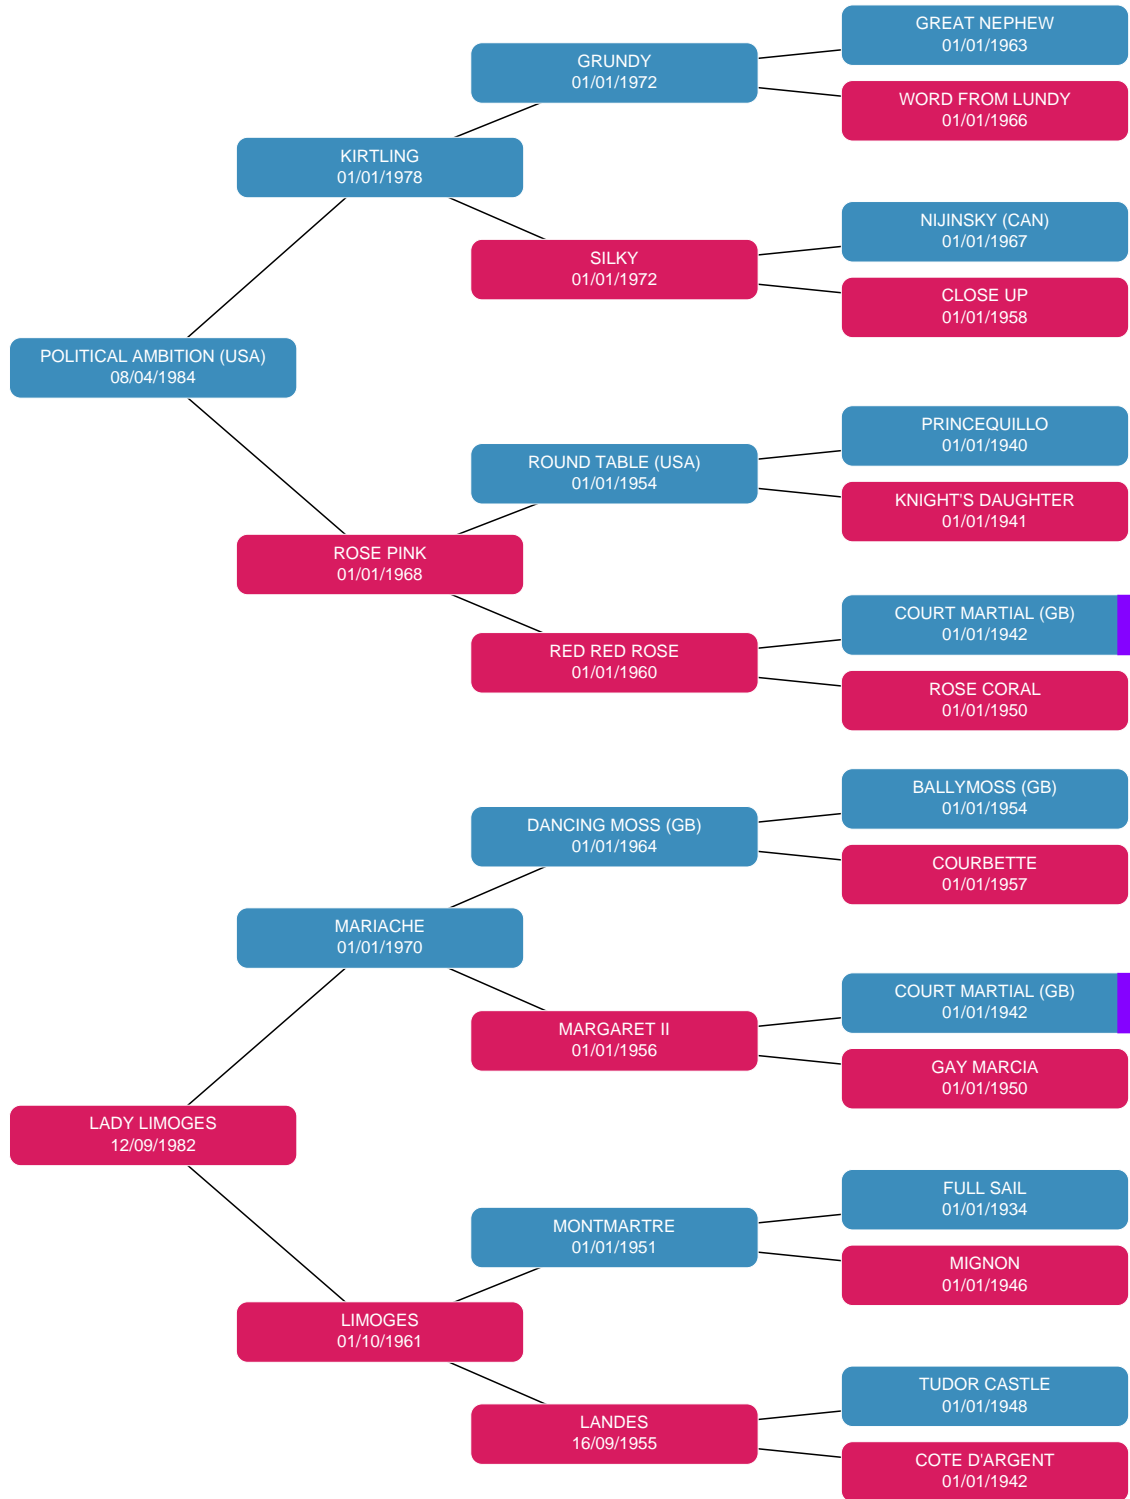 GREAT NEPHEW
01/01/1963
GRUNDY
01/01/1972
WORD FROM LUNDY
01/01/1966
KIRTLING
01/01/1978
NIJINSKY (CAN)
01/01/1967
SILKY
01/01/1972
CLOSE UP
01/01/1958
POLITICAL AMBITION (USA)
08/04/1984
PRINCEQUILLO
01/01/1940
ROUND TABLE (USA)
01/01/1954
KNIGHT'S DAUGHTER
01/01/1941
ROSE PINK
01/01/1968
COURT MARTIAL (GB)
01/01/1942
RED RED ROSE
01/01/1960
ROSE CORAL
01/01/1950
BALLYMOSS (GB)
01/01/1954
DANCING MOSS (GB)
01/01/1964
COURBETTE
01/01/1957
MARIACHE
01/01/1970
COURT MARTIAL (GB)
01/01/1942
MARGARET II
01/01/1956
GAY MARCIA
01/01/1950
LADY LIMOGES
12/09/1982
FULL SAIL
01/01/1934
MONTMARTRE
01/01/1951
MIGNON
01/01/1946
LIMOGES
01/10/1961
TUDOR CASTLE
01/01/1948
LANDES
16/09/1955
COTE D'ARGENT
01/01/1942